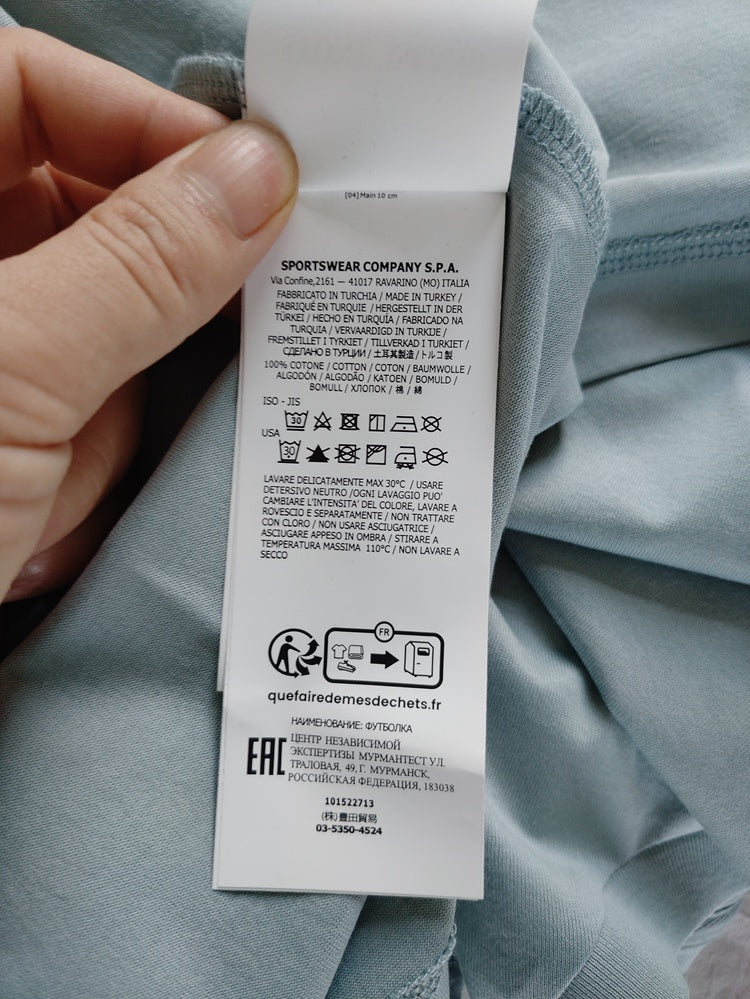 [04] Main 10 cm
SPORTSWEAR COMPANY S.P.A.
Via Confine,2161 — 41017 RAVARINO (MO) ITALIA
FABBRICATO IN TURCHIA / MADE IN TURKEY /
FABRIQUÉ EN TURQUIE / HERGESTELLT IN DER
TÜRKEI / HECHO EN TURQUÍA / FABRICADO NA
TURQUIA / VERVAARDIGD IN TURKIJE /
FREMSTILLET I TYRKIET / TILLVERKAD I TURKIET /
СДЕЛАНО В ТУРЦИИ / 土耳其製造 / トルコ製
100% COTONE / COTTON / COTON / BAUMWOLLE /
ALGODÓN / ALGODÃO / KATOEN / BOMULD /
BOMULL / ХЛОПОК / 棉 / 綿
ISO - JIS
30
USA
30
LAVARE DELICATAMENTE MAX 30°C / USARE
DETERSIVO NEUTRO /OGNI LAVAGGIO PUO'
CAMBIARE L'INTENSITA' DEL COLORE, LAVARE A
ROVESCIO E SEPARATAMENTE / NON TRATTARE
CON CLORO / NON USARE ASCIUGATRICE /
ASCIUGARE APPESO IN OMBRA / STIRARE A
TEMPERATURA MASSIMA 110°C / NON LAVARE A
SECCO
FR
quefairedemesdechets.fr
НАИМЕНОВАНИЕ: ФУТБОЛКА
EAC
ЦЕНТР НЕЗАВИСИМОЙ
ЭКСПЕРТИЗЫ МУРМАНТЕСТ УЛ.
ТРАЛОВАЯ, 49, Г. МУРМАНСК,
РОССИЙСКАЯ ФЕДЕРАЦИЯ, 183038
101522713
(株)豊田貿易
03-5350-4524